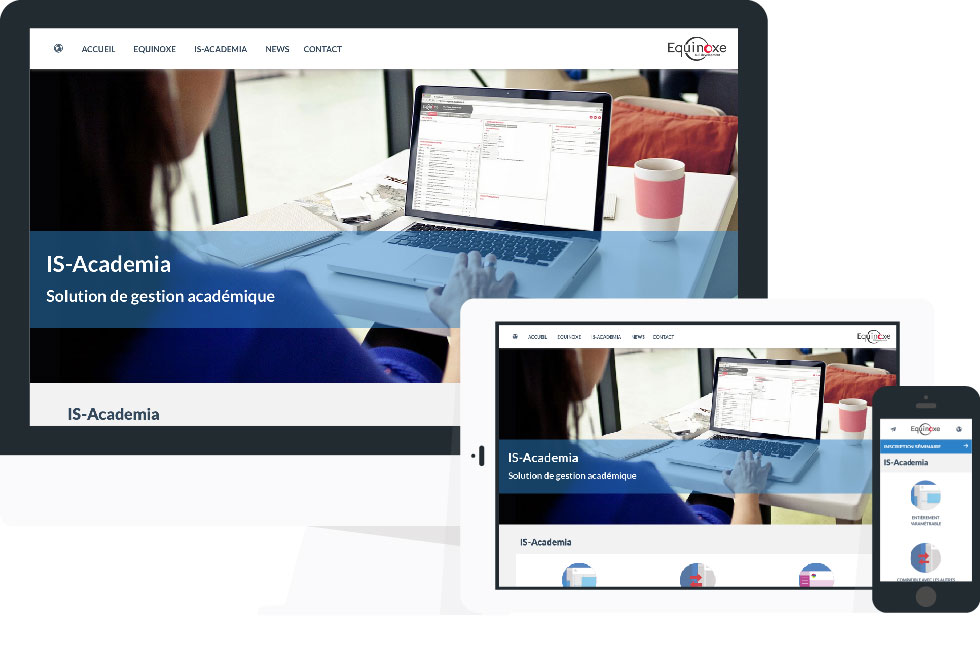 ACCUEIL EQUINOXE IS-ACADEMIA NEWS CONTACT
Equinoxe
IS-Academia
Solution de gestion académique
IS-Academia
ACCUEIL EQUINOXE IS-ACADEMIA NEWS CONTACT
Equinoxe
IS-Academia
Solution de gestion académique
IS-Academia
Equinoxe
INSCRIPTION SÉMINAIRE
IS-Academia
ENTIÈREMENT
PARAMÉTRABLE
AVEC LES AUTRES